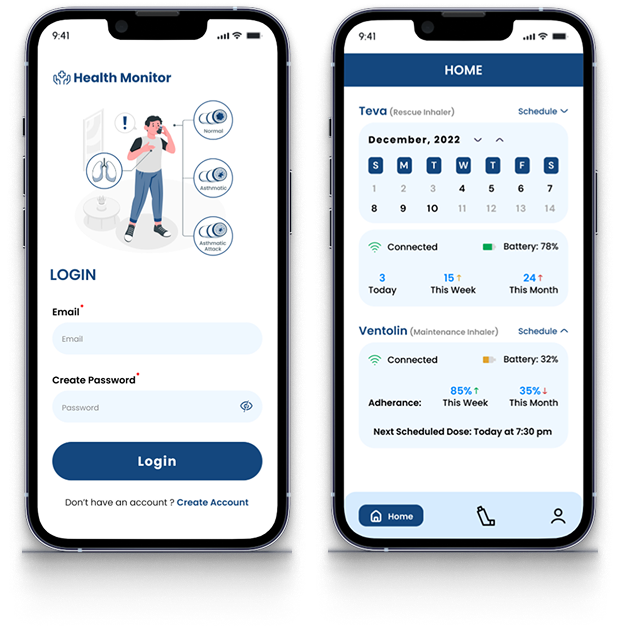 9:41
Health Monitor
!
Normal
Asthmatic
Asthmatic
Attack
LOGIN
Email*
Email
Create Password*
Password
Login
Don't have an account ? Create Account
9:41
HOME
Teva (Rescue Inhaler) Schedule
December, 2022
S M T W T F S
1 2 3 4 5 6 7
8 9 10 11 12 13 14
Connected Battery: 78%
3 15↑ 24↑
Today This Week This Month
Ventolin (Maintenance Inhaler) Schedule
Connected Battery: 32%
85%↑ 35%↓
Adherance: This Week This Month
Next Scheduled Dose: Today at 7:30 pm
Home